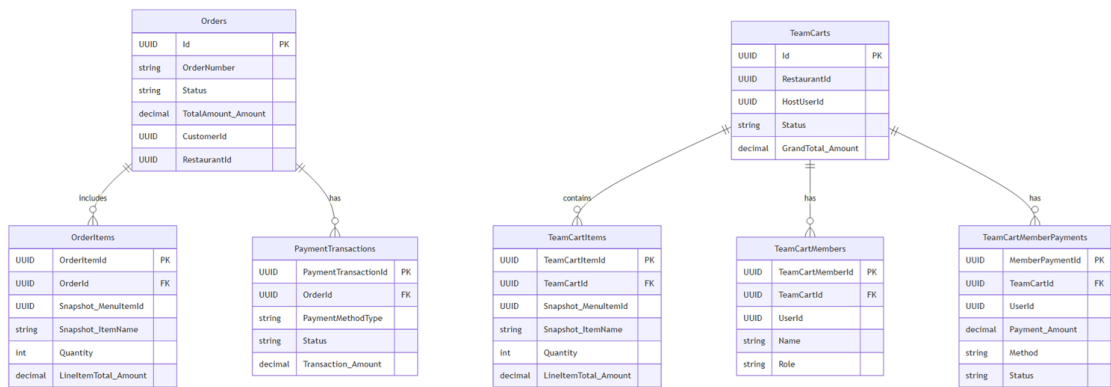 Orders
UUID Id PK
string OrderNumber
string Status
decimal TotalAmount_Amount
UUID CustomerId
UUID RestaurantId
includes
has
OrderItems
UUID OrderItemId PK
UUID OrderId FK
UUID Snapshot_MenuItemId
string Snapshot_ItemName
int Quantity
decimal LineItemTotal_Amount
PaymentTransactions
UUID PaymentTransactionId PK
UUID OrderId FK
string PaymentMethodType
string Status
decimal Transaction_Amount
TeamCarts
UUID Id PK
UUID RestaurantId
UUID HostUserId
string Status
decimal GrandTotal_Amount
contains
has
has
TeamCartItems
UUID TeamCartItemId PK
UUID TeamCartId FK
UUID Snapshot_MenuItemId
string Snapshot_ItemName
int Quantity
decimal LineItemTotal_Amount
TeamCartMembers
UUID TeamCartMemberId PK
UUID TeamCartId FK
UUID UserId
string Name
string Role
TeamCartMemberPayments
UUID MemberPaymentId PK
UUID TeamCartId FK
UUID UserId
decimal Payment_Amount
string Method
string Status